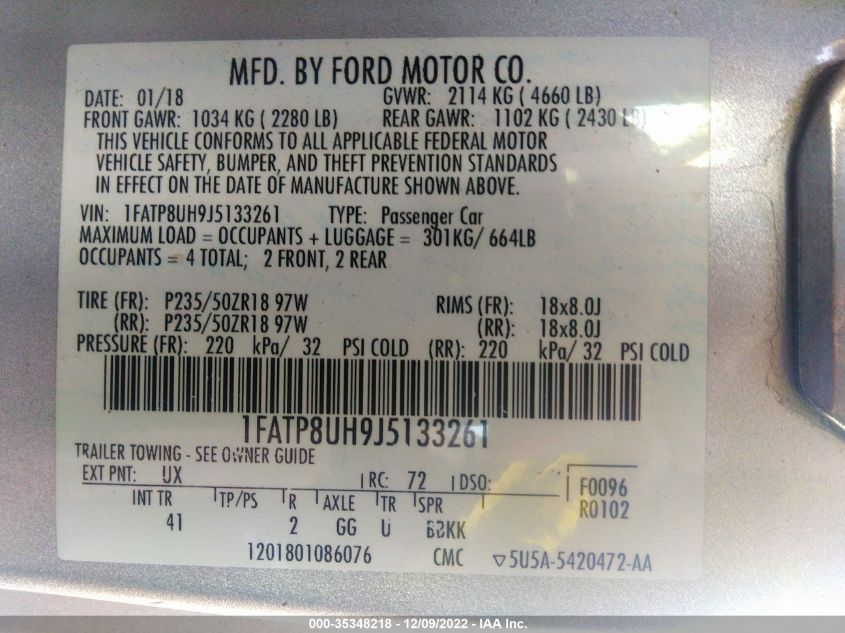 MFD. BY FORD MOTOR CO.
DATE: 01/18 GVWR: 2114 KG ( 4660 LB)
FRONT GAWR: 1034 KG ( 2280 LB) REAR GAWR: 1102 KG ( 2430 LB)
THIS VEHICLE CONFORMS TO ALL APPLICABLE FEDERAL MOTOR
VEHICLE SAFETY, BUMPER, AND THEFT PREVENTION STANDARDS
IN EFFECT ON THE DATE OF MANUFACTURE SHOWN ABOVE.
VIN: 1FATP8UH9J5133261 TYPE: Passenger Car
MAXIMUM LOAD = OCCUPANTS + LUGGAGE = 301KG/ 664LB
OCCUPANTS = 4 TOTAL; 2 FRONT, 2 REAR
TIRE (FR): P235/50ZR18 97W RIMS (FR): 18x8.0J
(RR): P235/50ZR18 97W (RR): 18x8.0J
PRESSURE (FR): 220 kPa/ 32 PSI COLD (RR): 220 kPa/ 32 PSI COLD
1FATP8UH9J5133261
TRAILER TOWING - SEE OWNER GUIDE
EXT PNT: UX RC: 72 DSO: F0096
INT TR TP/PS R AXLE TR SPR R0102
41 2 GG U BBKK
1201801086076 CMC ▽5U5A-5420472-AA
000-35348218 - 12/09/2022 - IAA Inc.